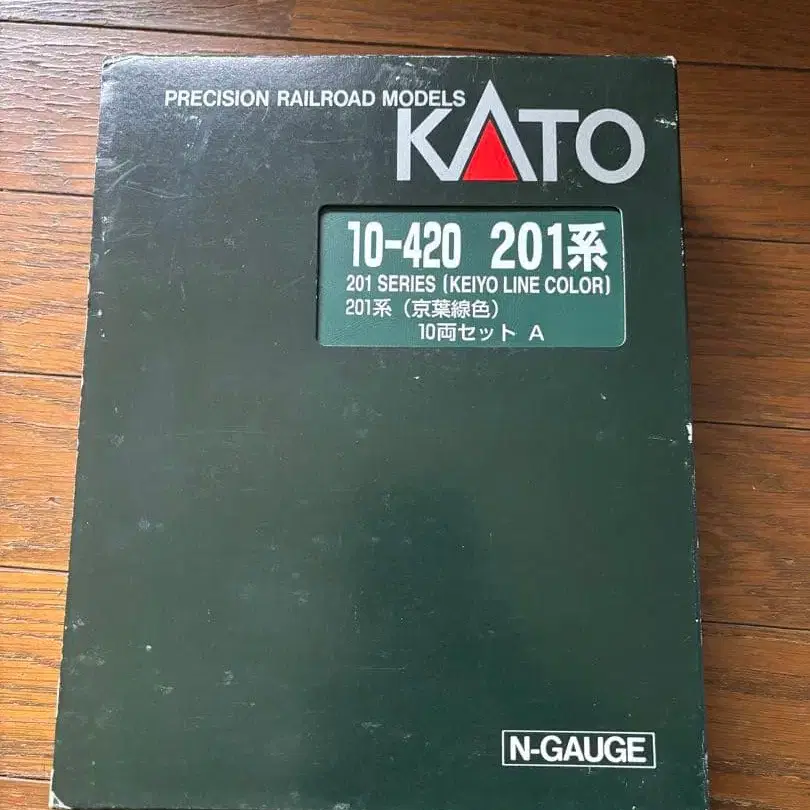 PRECISION RAILROAD MODELS
KATO
10-420 201系
201 SERIES (KEIYO LINE COLOR)
201系（京葉線色）
10両セット A
N-GAUGE